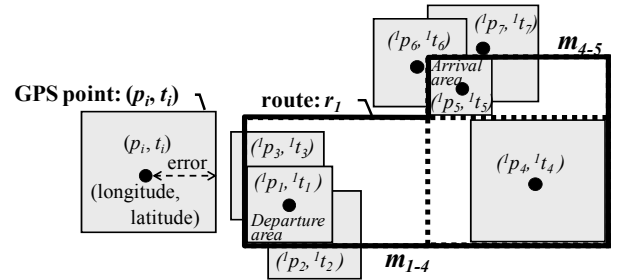 (¹p₇, ¹t₇)
(¹p₆, ¹t₆)
m₄₋₅
Arrival
area
GPS point: (pᵢ, tᵢ)
route: r₁
(¹p₅, ¹t₅)
(pᵢ, tᵢ)
error
(longitude,
latitude)
(¹p₃, ¹t₃)
(¹p₁, ¹t₁)
(¹p₄, ¹t₄)
Departure
area
(¹p₂, ¹t₂)
m₁₋₄